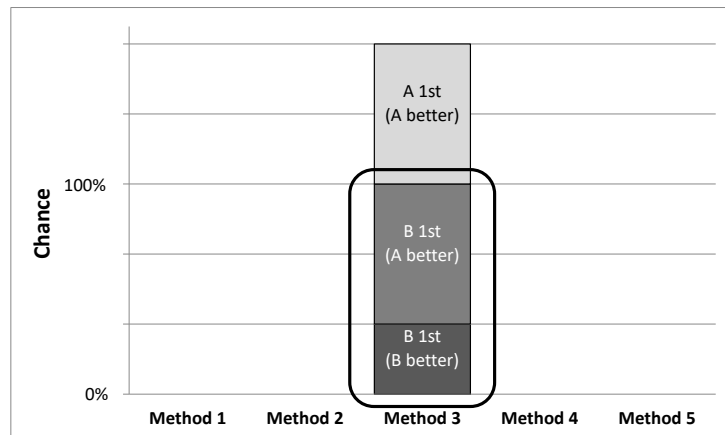 A 1st
(A better)
100%
Chance
B 1st
(A better)
B 1st
(B better)
0%
Method 1 Method 2 Method 3 Method 4 Method 5